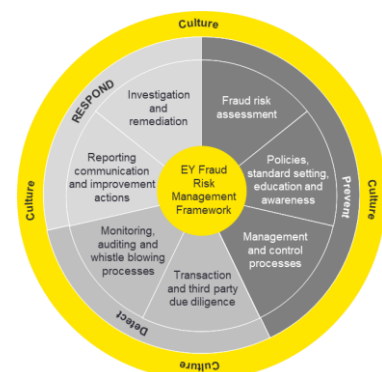 Culture
RESPOND
Investigation
and
remediation
Fraud risk
assessment
Reporting
communication
and improvement
actions
EY Fraud
Risk
Management
Framework
Policies,
standard setting,
education and
awareness
Prevent
Culture
Culture
Monitoring,
auditing and
whistle blowing
processes
Management
and control
processes
Transaction
and third party
due diligence
Detect
Culture